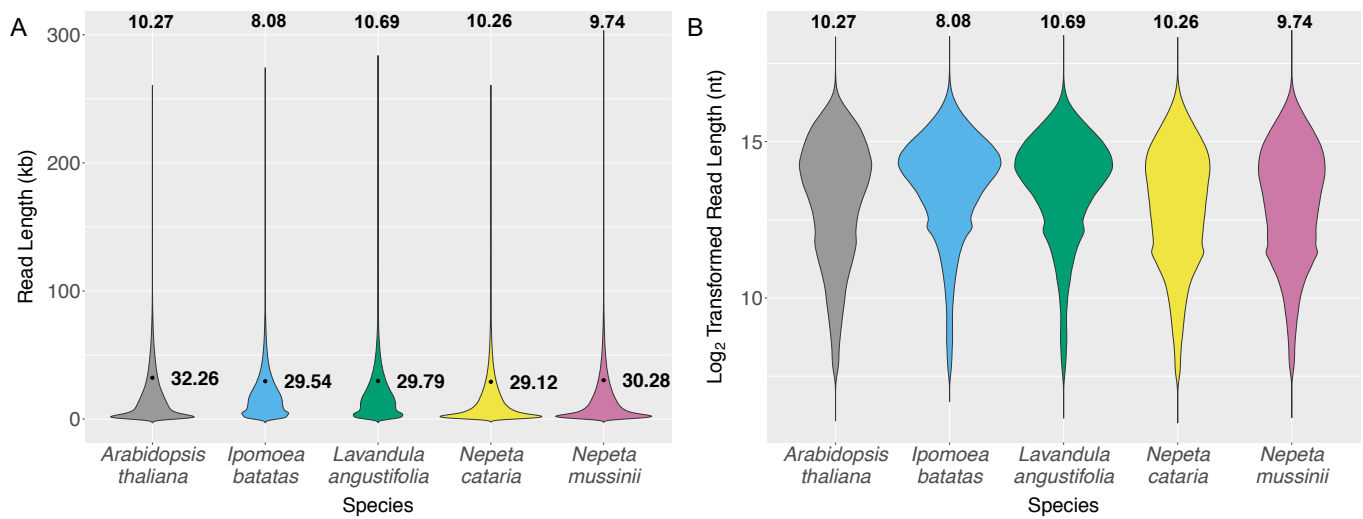 A
10.27 8.08 10.69 10.26 9.74
300
200
100
0
Read Length (kb)
32.26 29.54 29.79 29.12 30.28
Arabidopsis thaliana
Ipomoea batatas
Lavandula angustifolia
Nepeta cataria
Nepeta mussinii
Species
B
10.27 8.08 10.69 10.26 9.74
15
10
Log₂ Transformed Read Length (nt)
Arabidopsis thaliana
Ipomoea batatas
Lavandula angustifolia
Nepeta cataria
Nepeta mussinii
Species